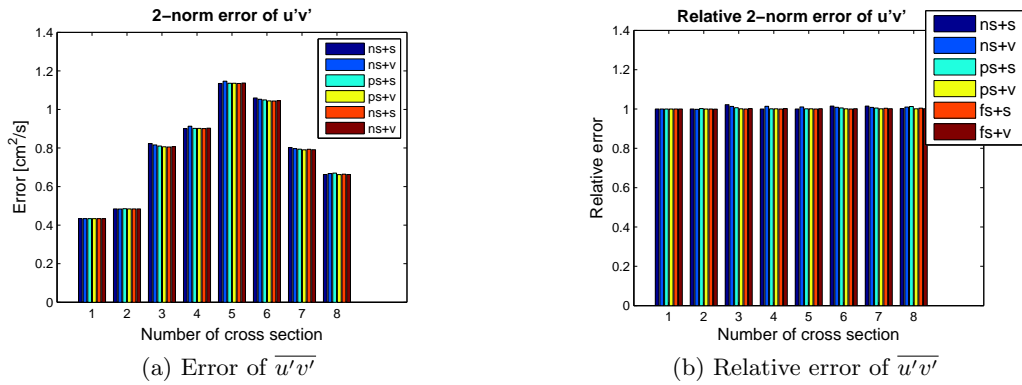 2-norm error of u'v'
1.4
1.2
1
0.8
0.6
0.4
0.2
0
Error [cm²/s]
ns+s
ns+v
ps+s
ps+v
ns+s
ns+v
1 2 3 4 5 6 7 8
Number of cross section
(a) Error of u′v′
Relative 2-norm error of u'v'
1.4
1.2
1
0.8
0.6
0.4
0.2
0
Relative error
ns+s
ns+v
ps+s
ps+v
fs+s
fs+v
1 2 3 4 5 6 7 8
Number of cross section
(b) Relative error of u′v′